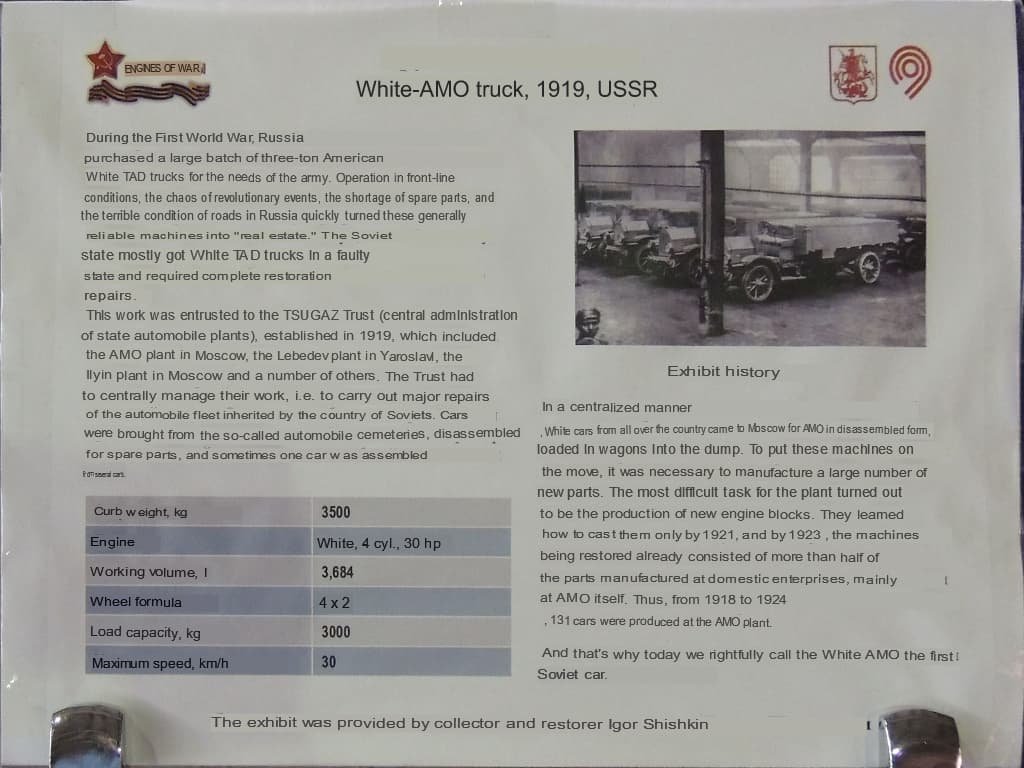 ENGINES OF WAR
White-AMO truck, 1919, USSR
During the First World War, Russia
purchased a large batch of three-ton American
White TAD trucks for the needs of the army. Operation in front-line
conditions, the chaos of revolutionary events, the shortage of spare parts, and
the terrible condition of roads in Russia quickly turned these generally
reliable machines into "real estate." The Soviet
state mostly got White TAD trucks in a faulty
state and required complete restoration
repairs.
This work was entrusted to the TSUGAZ Trust (central administration
of state automobile plants), established in 1919, which included
the AMO plant in Moscow, the Lebedev plant in Yaroslavl, the
Ilyin plant in Moscow and a number of others. The Trust had
to centrally manage their work, i.e. to carry out major repairs
of the automobile fleet inherited by the country of Soviets. Cars
were brought from the so-called automobile cemeteries, disassembled
for spare parts, and sometimes one car was assembled
from several cars.
Curb weight, kg 3500
Engine White, 4 cyl., 30 hp
Working volume, l 3,684
Wheel formula 4 x 2
Load capacity, kg 3000
Maximum speed, km/h 30
Exhibit history
In a centralized manner
, White cars from all over the country came to Moscow for AMO in disassembled form,
loaded in wagons into the dump. To put these machines on
the move, it was necessary to manufacture a large number of
new parts. The most difficult task for the plant turned out
to be the production of new engine blocks. They learned
how to cast them only by 1921, and by 1923 , the machines
being restored already consisted of more than half of
the parts manufactured at domestic enterprises, mainly
at AMO itself. Thus, from 1918 to 1924
, 131 cars were produced at the AMO plant.
And that's why today we rightfully call the White AMO the first
Soviet car.
The exhibit was provided by collector and restorer Igor Shishkin